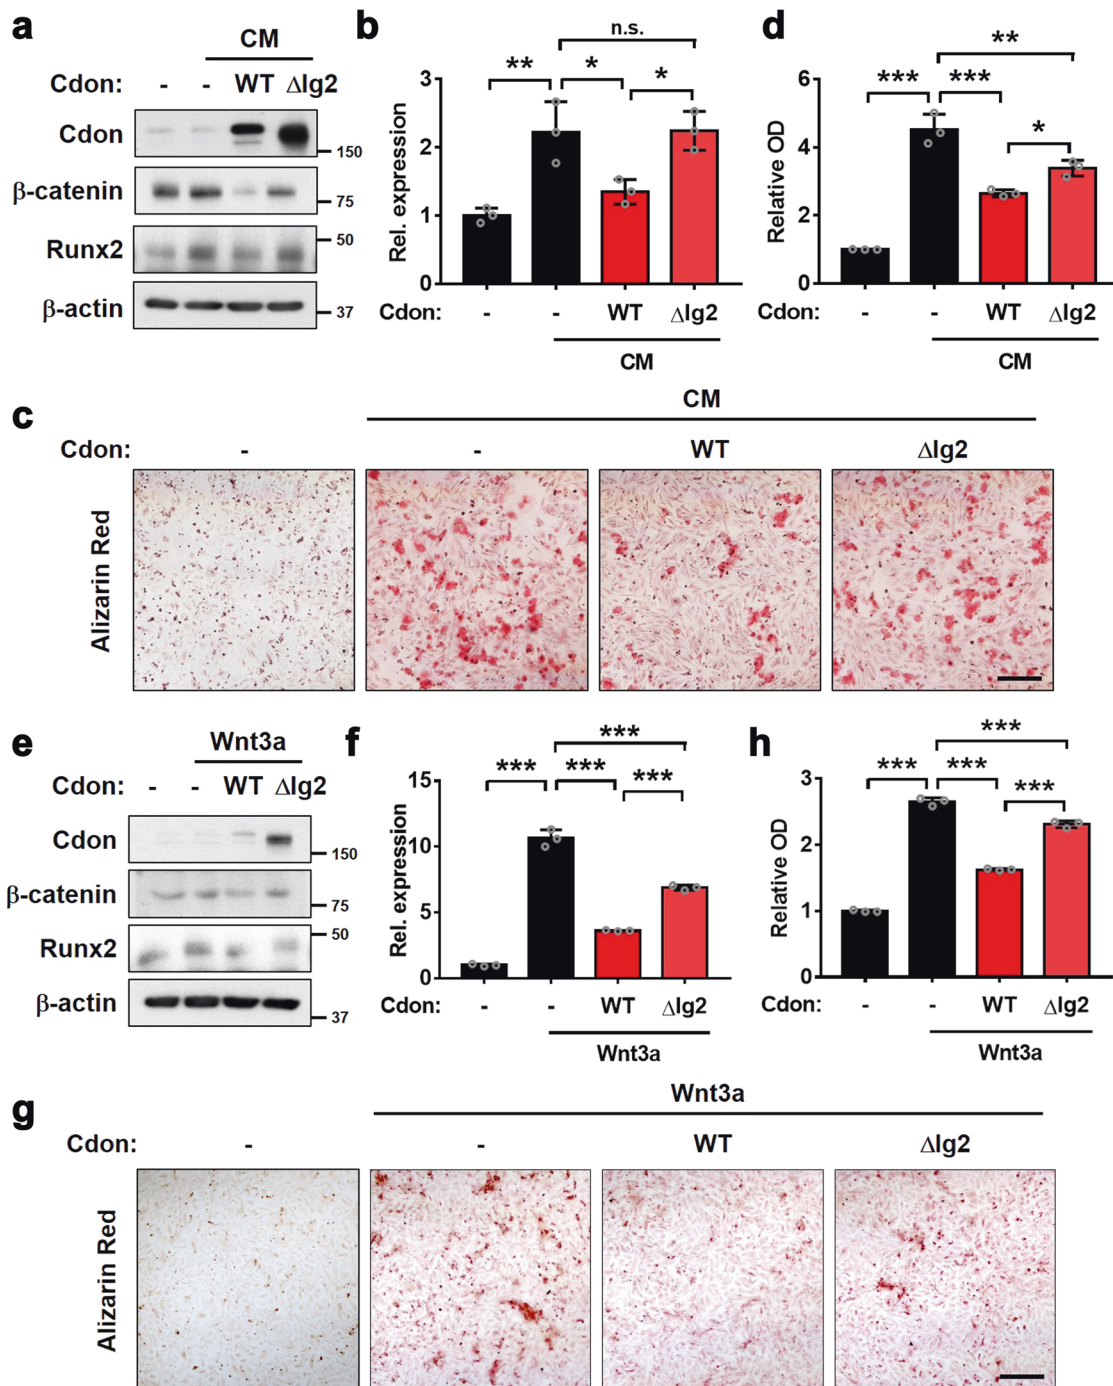 a
CM
Cdon: - - WT ΔIg2
Cdon
150
β-catenin
75
Runx2
50
β-actin
37
b
n.s.
** * *
Rel. expression
3
2
1
0
Cdon: - - WT ΔIg2
CM
d
**
*** *** *
Relative OD
6
4
2
0
Cdon: - - WT ΔIg2
CM
c
CM
Cdon: - - WT ΔIg2
Alizarin Red
e
Wnt3a
Cdon: - - WT ΔIg2
Cdon
150
β-catenin
75
Runx2
50
β-actin
37
f
***
*** *** ***
Rel. expression
15
10
5
0
Cdon: - - WT ΔIg2
Wnt3a
h
***
*** *** ***
Relative OD
3
2
1
0
Cdon: - - WT ΔIg2
Wnt3a
g
Wnt3a
Cdon: - - WT ΔIg2
Alizarin Red